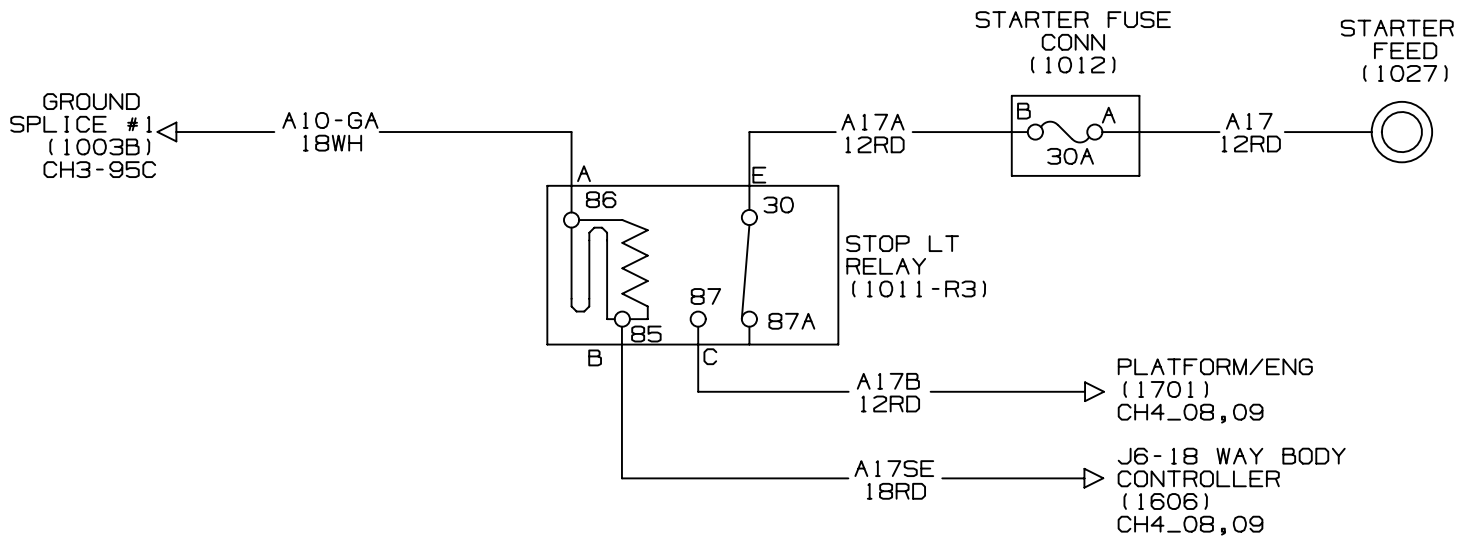 STARTER FUSE
CONN
(1012)
STARTER
FEED
(1027)
GROUND
SPLICE #1
(1003B)
CH3-95C
A10-GA
18WH
A17A
12RD
B
A
30A
A17
12RD
A
E
86
30
STOP LT
RELAY
(1011-R3)
87
87A
85
B
C
A17B
12RD
PLATFORM/ENG
(1701)
CH4_08,09
A17SE
18RD
J6-18 WAY BODY
CONTROLLER
(1606)
CH4_08,09